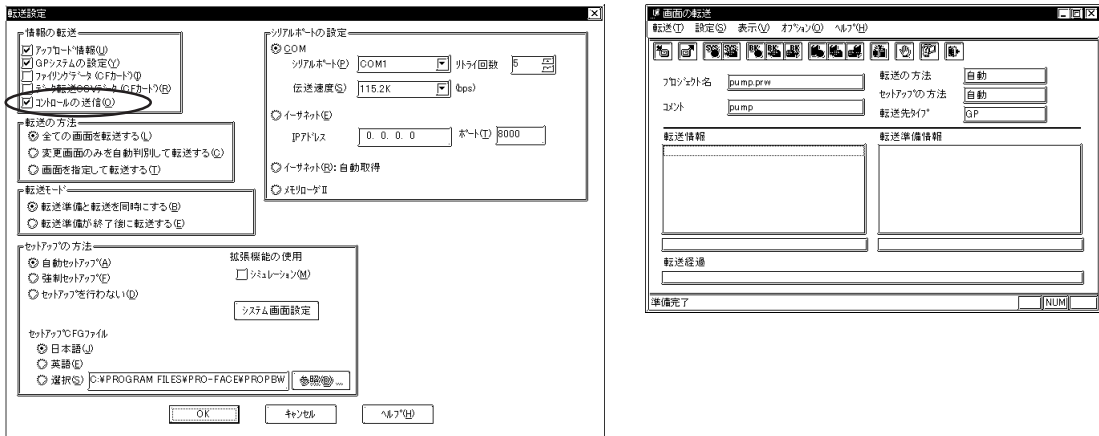 転送設定
情報の転送
アップロード情報(U)
GPシステムの設定(Y)
ファイリングデータ(CFカード)(I)
データ転送CSVデータ(CFカード)(R)
コントロールの送信(O)
転送の方法
全ての画面を転送する(L)
変更画面のみを自動判別して転送する(C)
画面を指定して転送する(T)
転送モード
転送準備と転送を同時にする(B)
転送準備が終了後に転送する(E)
セットアップの方法
自動セットアップ(A)
強制セットアップ(F)
セットアップを行わない(D)
拡張機能の使用
シミュレーション(M)
システム画面設定
セットアップCFGファイル
日本語(J)
英語(E)
選択(S) C:¥PROGRAM FILES¥PRO-FACE¥PROPBW 参照(B)...
シリアルポートの設定
COM
シリアルポート(P) COM1 リトライ回数 5
伝送速度(S) 115.2K (bps)
イーサネット(E)
IPアドレス 0. 0. 0. 0 ポート(T) 8000
イーサネット(R):自動取得
メモリローダⅡ
OK キャンセル ヘルプ(H)
画面の転送
転送(T) 設定(S) 表示(V) オプション(O) ヘルプ(H)
プロジェクト名 pump.prw
コメント pump
転送の方法 自動
セットアップの方法 自動
転送先タイプ GP
転送情報 転送準備情報
転送経過
準備完了 NUM